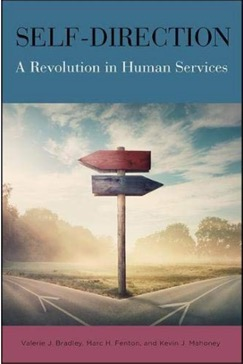 SELF-DIRECTION
A Revolution in Human Services
Valerie J. Bradley, Marc H. Fenton, and Kevin J. Mahoney